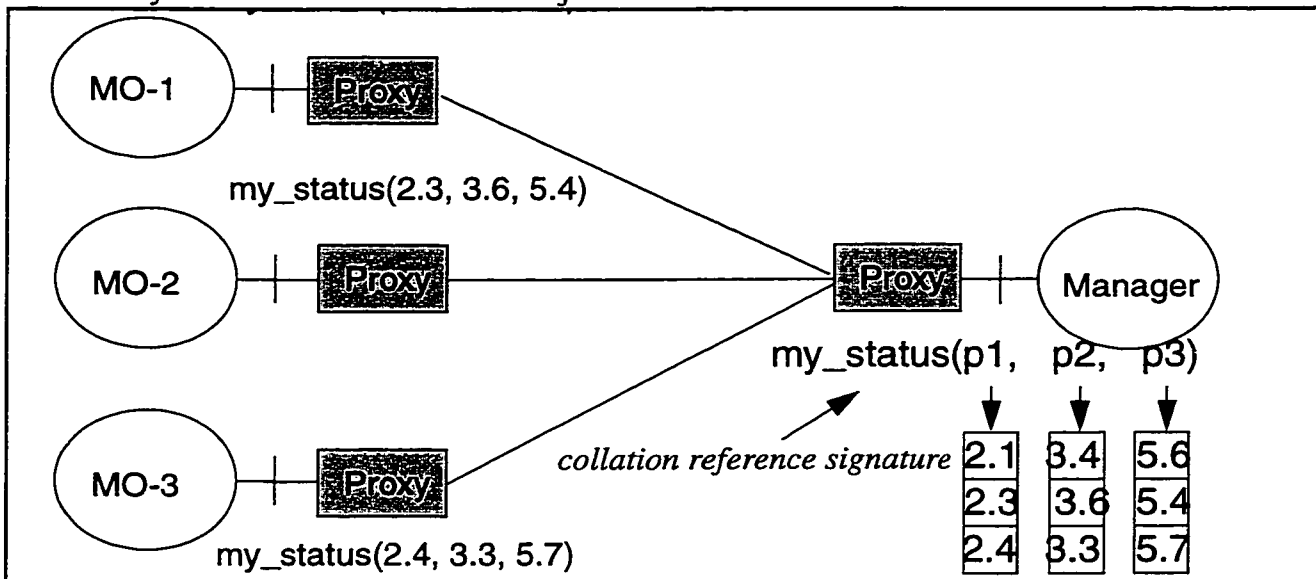 MO-1
Proxy
my_status(2.3, 3.6, 5.4)
MO-2
Proxy
Proxy
Manager
my_status(p1, p2, p3)
collation reference signature
2.1 3.4 5.6
2.3 3.6 5.4
2.4 3.3 5.7
MO-3
Proxy
my_status(2.4, 3.3, 5.7)